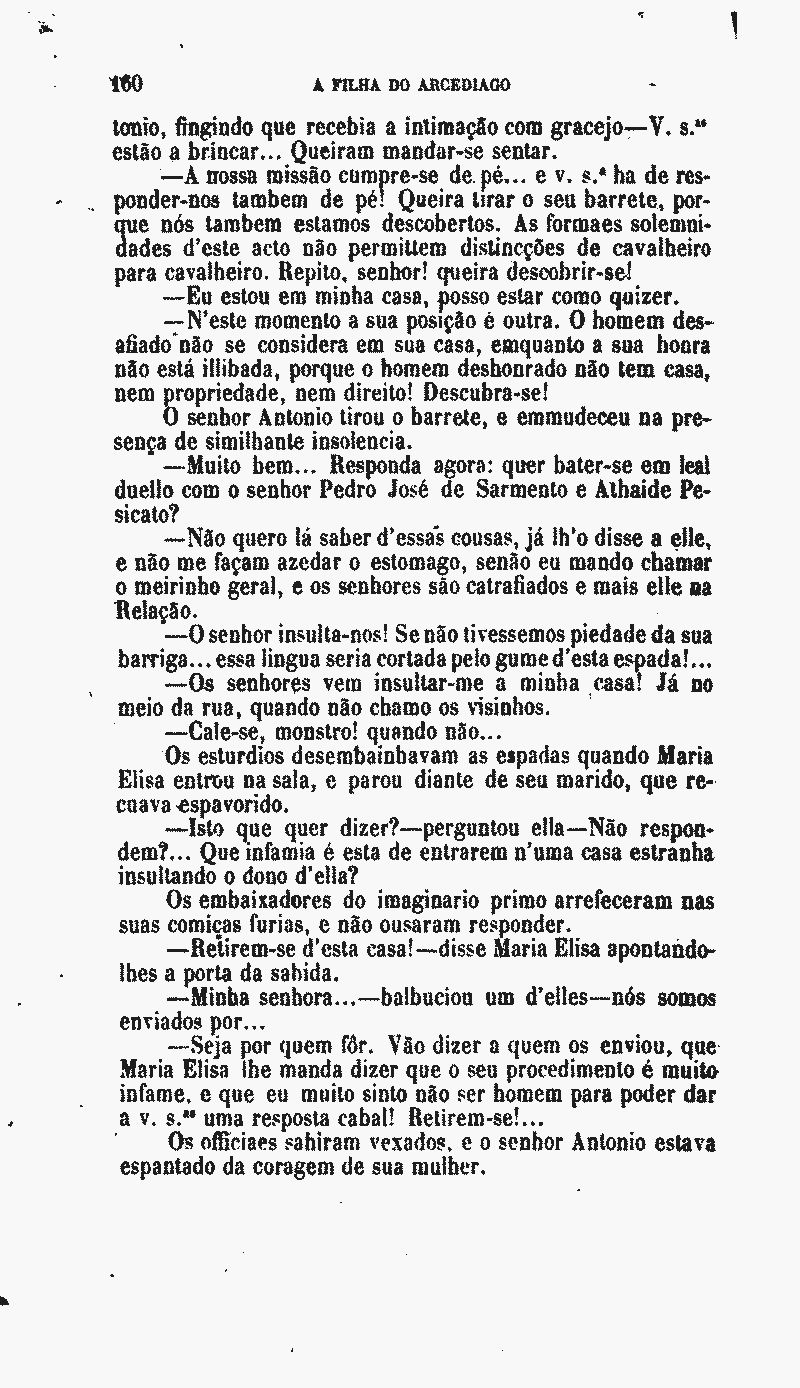 160 A FILHA DO ARCEDIAGO
tonio, fingindo que recebia a intimação com gracejo—V. s.ᵃˢ
estão a brincar... Queiram mandar-se sentar.
—A nossa missão cumpre-se de pé... e v. s.ᵃ ha de res-
ponder-nos tambem de pé! Queira tirar o seu barrete, por-
que nós tambem estamos descobertos. As formaes solemni-
dades d'este acto não permittem distincções de cavalheiro
para cavalheiro. Repito, senhor! queira descobrir-se!
—Eu estou em minha casa, posso estar como quizer.
—N'este momento a sua posição é outra. O homem des-
afiado não se considera em sua casa, emquanto a sua honra
não está illibada, porque o homem deshonrado não tem casa,
nem propriedade, nem direito! Descubra-se!
O senhor Antonio tirou o barrete, e emmudeceu na pre-
sença de similhante insolencia.
—Muito bem... Responda agora: quer bater-se em leal
duello com o senhor Pedro José de Sarmento e Athaide Pe-
sicato?
—Não quero lá saber d'essas cousas, já lh'o disse a elle,
e não me façam azedar o estomago, senão eu mando chamar
o meirinho geral, e os senhores são catrafiados e mais elle na
Relação.
—O senhor insulta-nos! Se não tivessemos piedade da sua
barriga... essa lingua seria cortada pelo gume d'esta espada!...
—Os senhores vem insultar-me a minha casa! Já no
meio da rua, quando não chamo os visinhos.
—Cale-se, monstro! quando não...
Os esturdios desembainhavam as espadas quando Maria
Elisa entrou na sala, e parou diante de seu marido, que re-
cuava espavorido.
—Isto que quer dizer?—perguntou ella—Não respon-
dem?... Que infamia é esta de entrarem n'uma casa estranha
insultando o dono d'ella?
Os embaixadores do imaginario primo arrefeceram nas
suas comiças furias, e não ousaram responder.
—Retirem-se d'esta casa!—disse Maria Elisa apontando-
lhes a porta da sahida.
—Minha senhora...—balbuciou um d'elles—nós somos
enviados por...
—Seja por quem fôr. Vão dizer a quem os enviou, que
Maria Elisa lhe manda dizer que o seu procedimento é muito
infame, e que eu muito sinto não ser homem para poder dar
a v. s.ᵃˢ uma resposta cabal! Retirem-se!...
Os officiaes sahiram vexados, e o senhor Antonio estava
espantado da coragem de sua mulher.